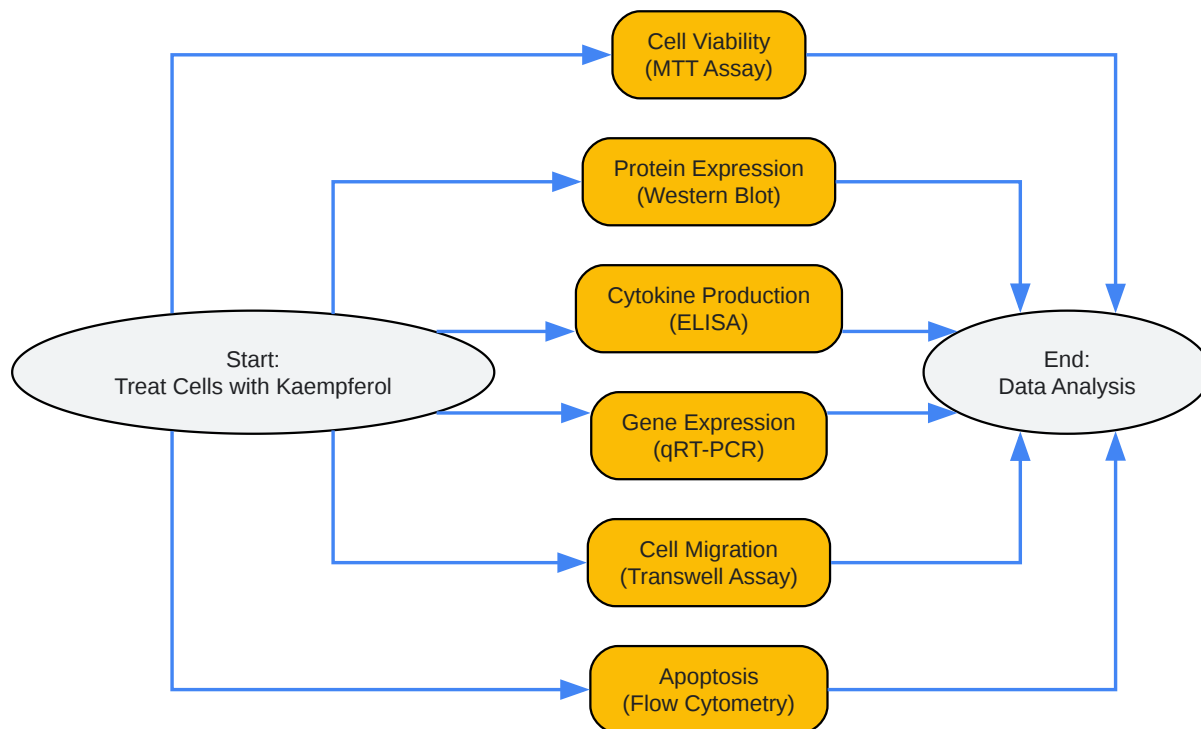 Cell Viability
(MTT Assay)
Protein Expression
(Western Blot)
Cytokine Production
(ELISA)
Start:
Treat Cells with Kaempferol
End:
Data Analysis
Gene Expression
(qRT-PCR)
Cell Migration
(Transwell Assay)
Apoptosis
(Flow Cytometry)